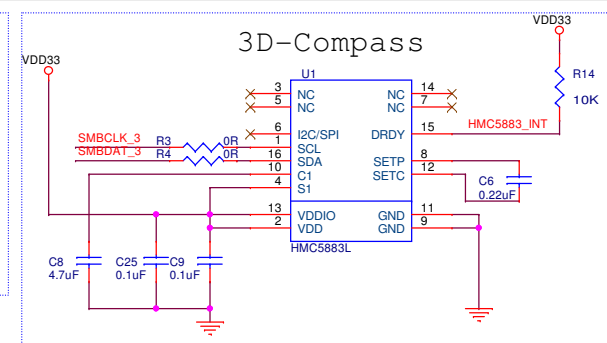 VDD33
3D-Compass
VDD33
U1
R14
10K
3 NC NC 14
5 NC NC 7
6 I2C/SPI DRDY 15 HMC5883_INT
SMBCLK_3 R3 0R 1 SCL
SMBDAT_3 R4 0R 16 SDA SETP 8
10 C1 SETC 12
4 S1
C6
0.22uF
13 VDDIO GND 11
2 VDD GND 9
HMC5883L
C8 C25 C9
4.7uF 0.1uF 0.1uF